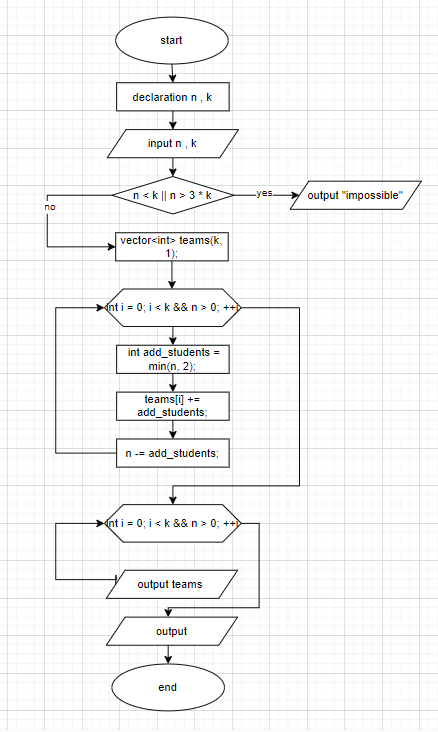 start
declaration n , k
input n , k
n < k || n > 3 * k
yes
output "impossible"
no
vector<int> teams(k,
1);
int i = 0; i < k && n > 0; ++i
int add_students =
min(n, 2);
teams[i] +=
add_students;
n -= add_students;
int i = 0; i < k && n > 0; ++i
output teams
output
end